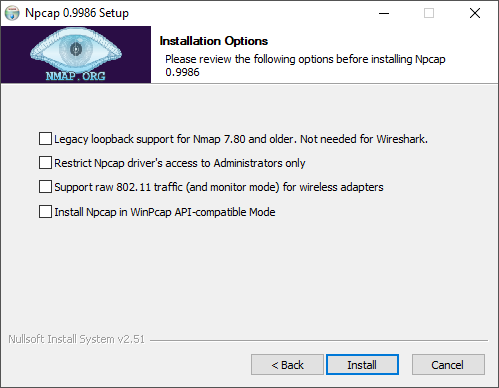 Npcap 0.9986 Setup
NMAP.ORG
Installation Options
Please review the following options before installing Npcap
0.9986
Legacy loopback support for Nmap 7.80 and older. Not needed for Wireshark.
Restrict Npcap driver's access to Administrators only
Support raw 802.11 traffic (and monitor mode) for wireless adapters
Install Npcap in WinPcap API-compatible Mode
Nullsoft Install System v2.51
< Back
Install
Cancel